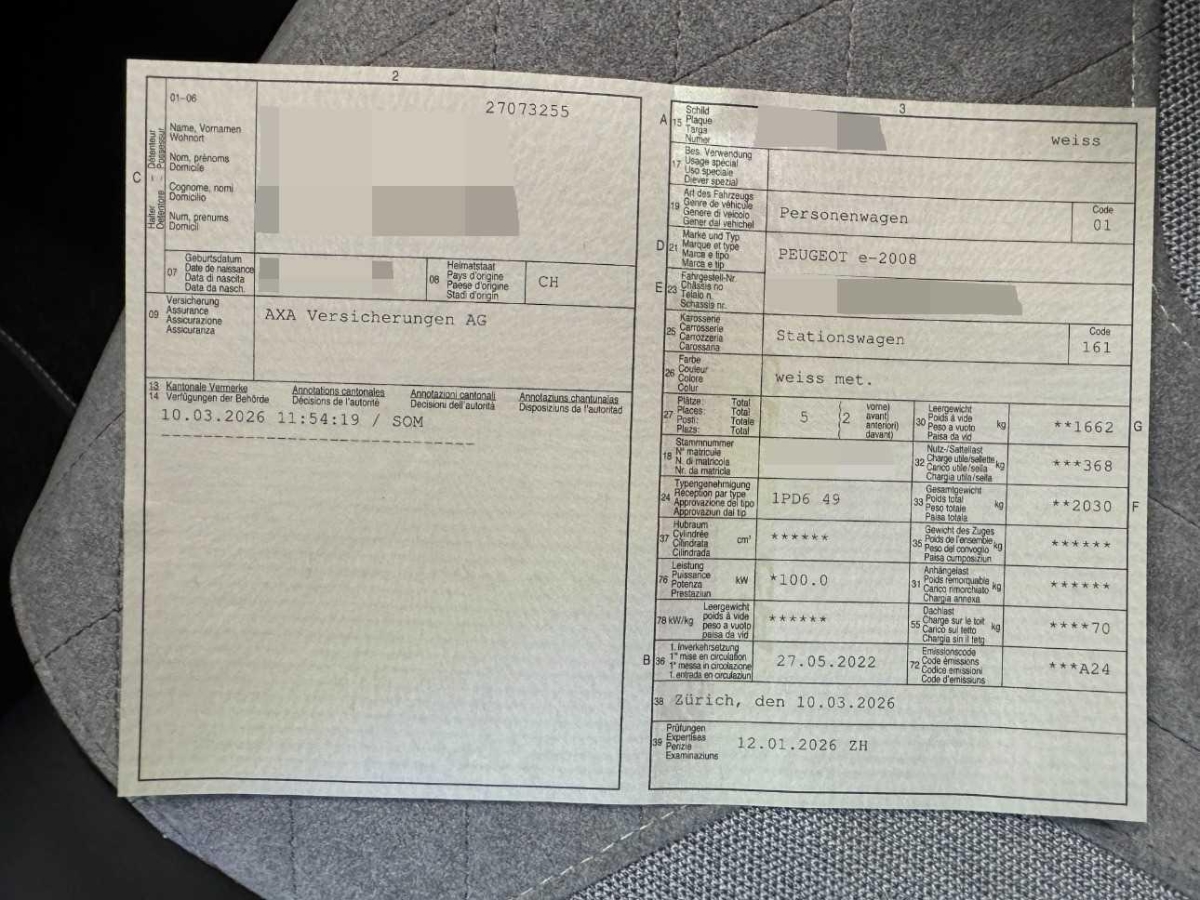 2
01-06
27073255
Halter – Détenteur
Detentore – Possessur
C
Name, Vornamen
Wohnort
Nom, prénoms
Domicile
Cognome, nomi
Domicilio
Num, prenums
Domicil
07
Geburtsdatum
Date de naissance
Data di nascita
Data da nasch.
08
Heimatstaat
Pays d'origine
Paese d'origine
Stadi d'origin
CH
09
Versicherung
Assurance
Assicurazione
Assicuranza
AXA Versicherungen AG
13 Kantonale Vermerke Annotations cantonales Annotazioni cantonali Annotaziuns chantunalas
14 Verfügungen der Behörde Décisions de l'autorité Decisioni dell'autorità Disposiziuns da l'autoritad
10.03.2026 11:54:19 / SOM
3
A 15
Schild
Plaque
Targa
Numer
weiss
17
Bes. Verwendung
Usage spécial
Uso speciale
Diever spezial
19
Art des Fahrzeugs
Genre de véhicule
Genere di veicolo
Gener dal vehichel
Personenwagen
Code
01
D 21
Marke und Typ
Marque et type
Marca e tipo
Marca e tip
PEUGEOT e-2008
E 23
Fahrgestell-Nr.
Châssis no
Telaio n.
Schassis nr.
25
Karosserie
Carrosserie
Carrozzeria
Carossaria
Stationswagen
Code
161
26
Farbe
Couleur
Colore
Colur
weiss met.
27
Plätze: Total
Places: Total
Posti: Totale
Plazs: Total
5
2
vorne)
avant)
anteriori)
davant)
30
Leergewicht
Poids à vide
Peso a vuoto
Paisa da vid
kg
**1662
G
18
Stammnummer
N° matricule
N. di matricola
Nr. da matricla
32
Nutz-/Sattellast
Charge utile/sellette
Carico utile/sella
Chargia utila/sella
kg
***368
24
Typengenehmigung
Réception par type
Approvazione del tipo
Approvaziun dal tip
1PD6 49
33
Gesamtgewicht
Poids total
Peso totale
Paisa totala
kg
**2030
F
37
Hubraum
Cylindrée
Cilindrata
Cilindrada
cm³
******
35
Gewicht des Zuges
Poids de l'ensemble
Peso del convoglio
Paisa cumposiziun
kg
******
76
Leistung
Puissance
Potenza
Prestaziun
kW
*100.0
31
Anhängelast
Poids remorquable
Carico rimorchiato
Chargia annexa
kg
******
78 kW/kg
Leergewicht
poids à vide
peso a vuoto
paisa da vid
******
55
Dachlast
Charge sur le toit
Carico sul tetto
Chargia sin il tetg
kg
****70
B 36
1. Inverkehrsetzung
1re mise en circulation
1a messa in circolazione
1. entrada en circulaziun
27.05.2022
72
Emissionscode
Code émissions
Codice emissioni
Code d'emissiuns
***A24
38 Zürich, den 10.03.2026
39
Prüfungen
Expertises
Perizie
Examinaziuns
12.01.2026 ZH